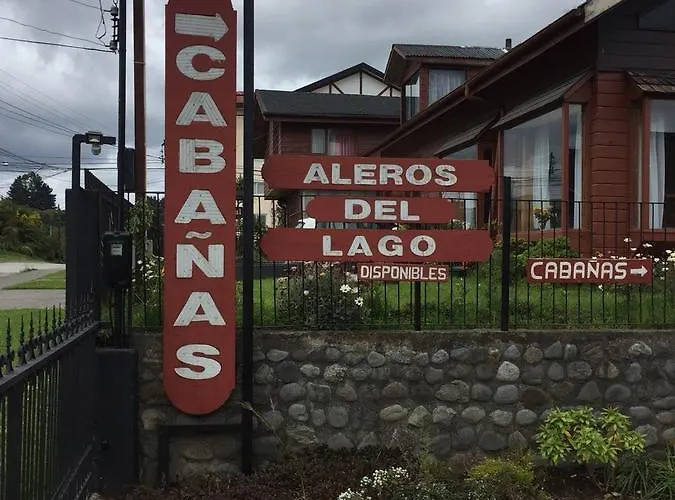 CABAÑAS
ALEROS
DEL
LAGO
DISPONIBLES
CABAÑAS